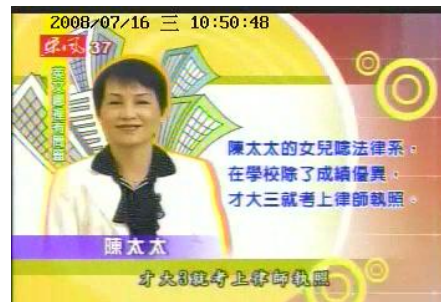 2008/07/16 三 10:50:48
37
陳太太的女兒唸法律系，
在學校除了成績優異，
才大三就考上律師執照。
陳太太
才大3就考上律師執照